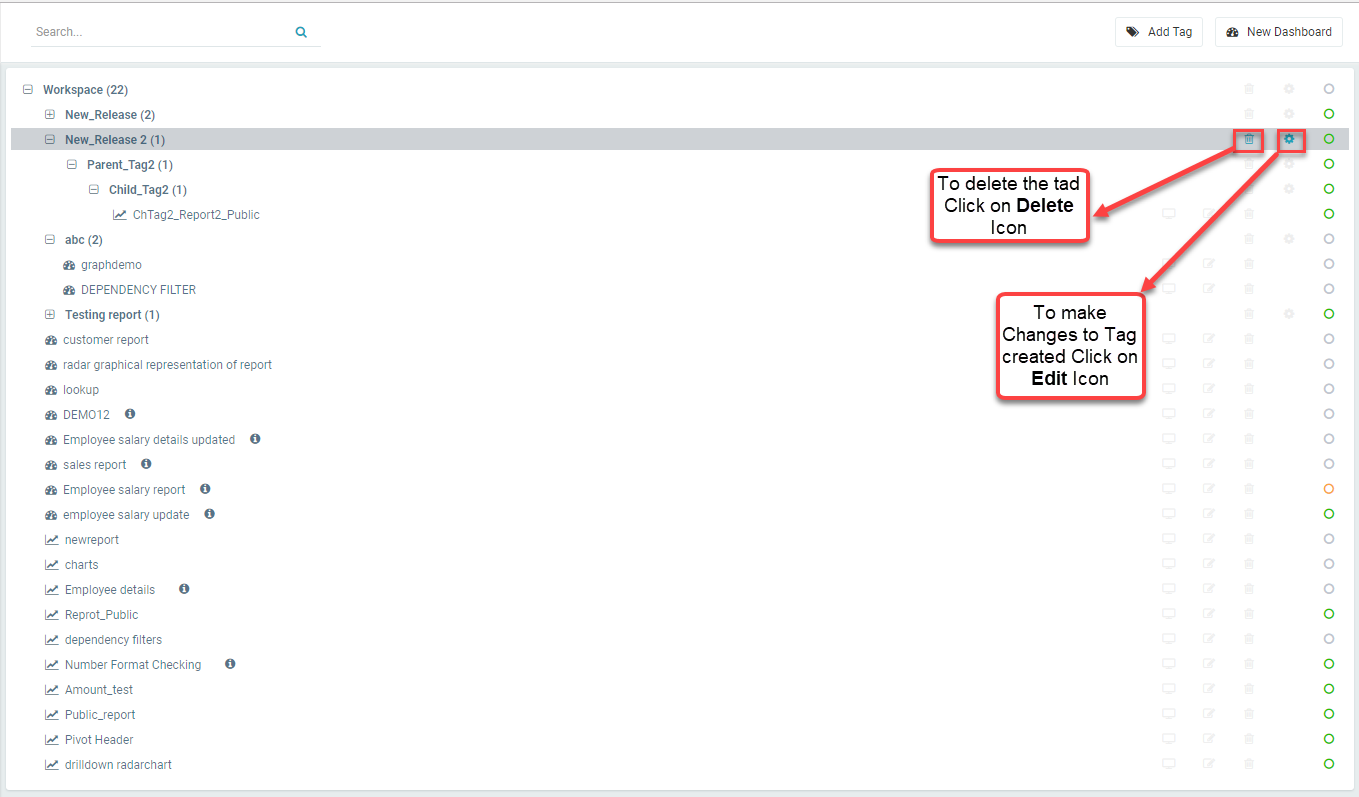 Search...
Add Tag
New Dashboard
Workspace (22)
New_Release (2)
New_Release 2 (1)
Parent_Tag2 (1)
Child_Tag2 (1)
ChTag2_Report2_Public
abc (2)
graphdemo
DEPENDENCY FILTER
Testing report (1)
customer report
radar graphical representation of report
lookup
DEMO12
Employee salary details updated
sales report
Employee salary report
employee salary update
newreport
charts
Employee details
Reprot_Public
dependency filters
Number Format Checking
Amount_test
Public_report
Pivot Header
drilldown radarchart
To delete the tad
Click on Delete
Icon
To make
Changes to Tag
created Click on
Edit Icon